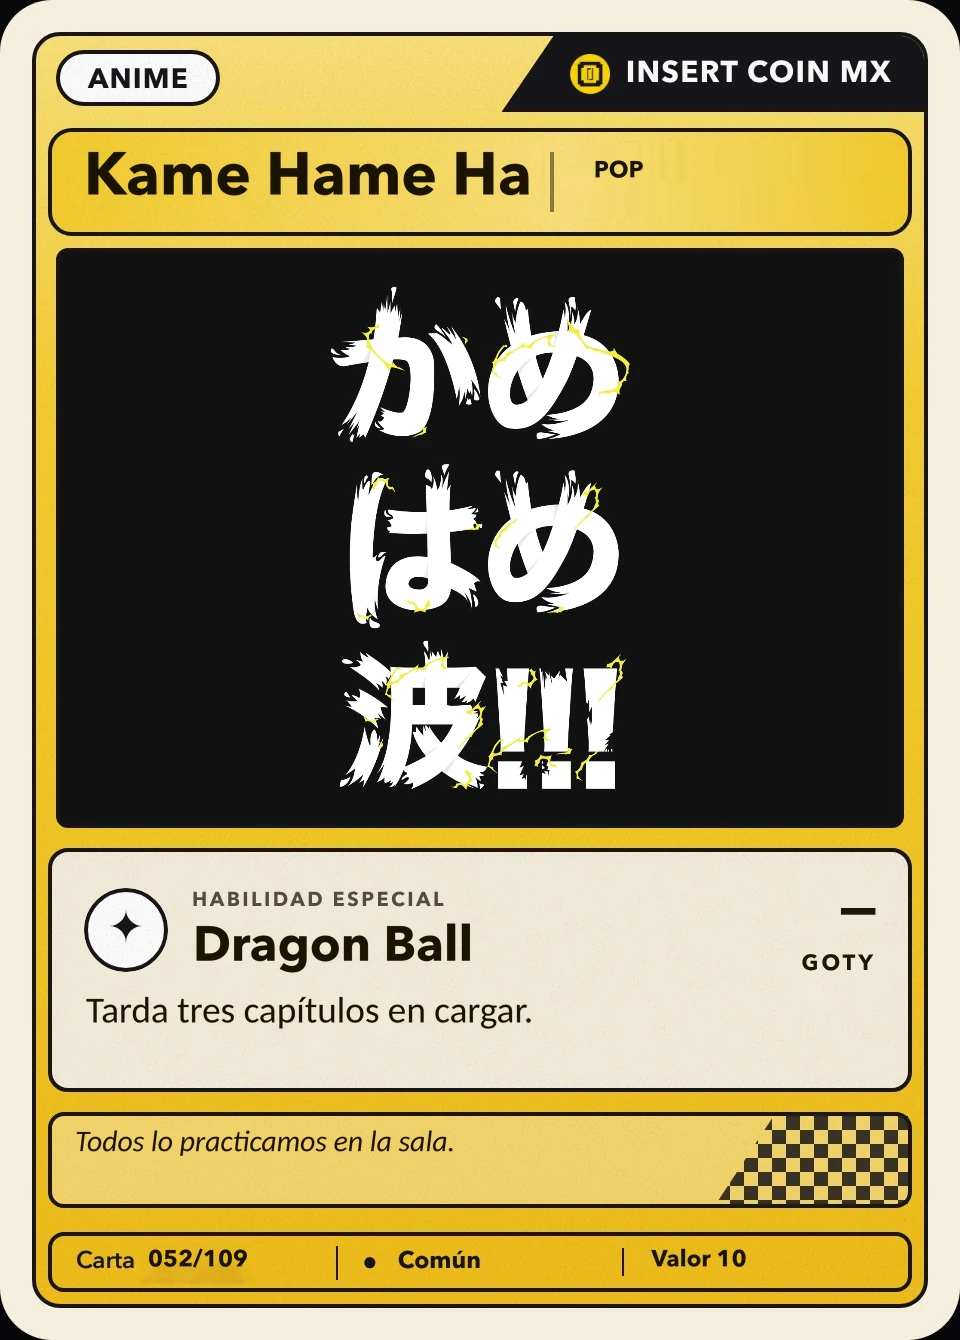 ANIME
INSERT COIN MX
Kame Hame Ha
POP
かめ
はめ
波!!!
HABILIDAD ESPECIAL
Dragon Ball
GOTY
Tarda tres capítulos en cargar.
Todos lo practicamos en la sala.
Carta 052/109
Común
Valor 10